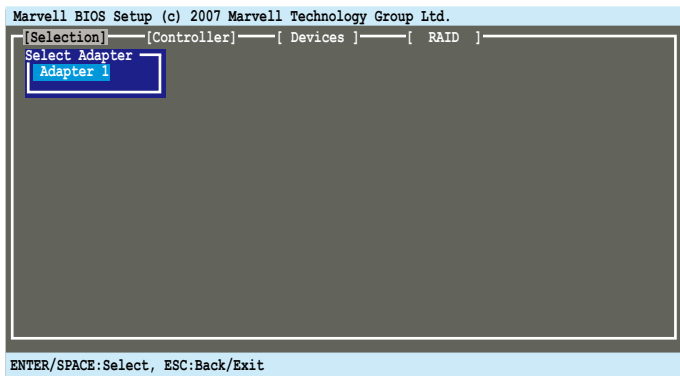 Marvell BIOS Setup (c) 2007 Marvell Technology Group Ltd.
[Selection] [Controller] [ Devices ] [ RAID ]
Select Adapter
Adapter 1
ENTER/SPACE:Select, ESC:Back/Exit